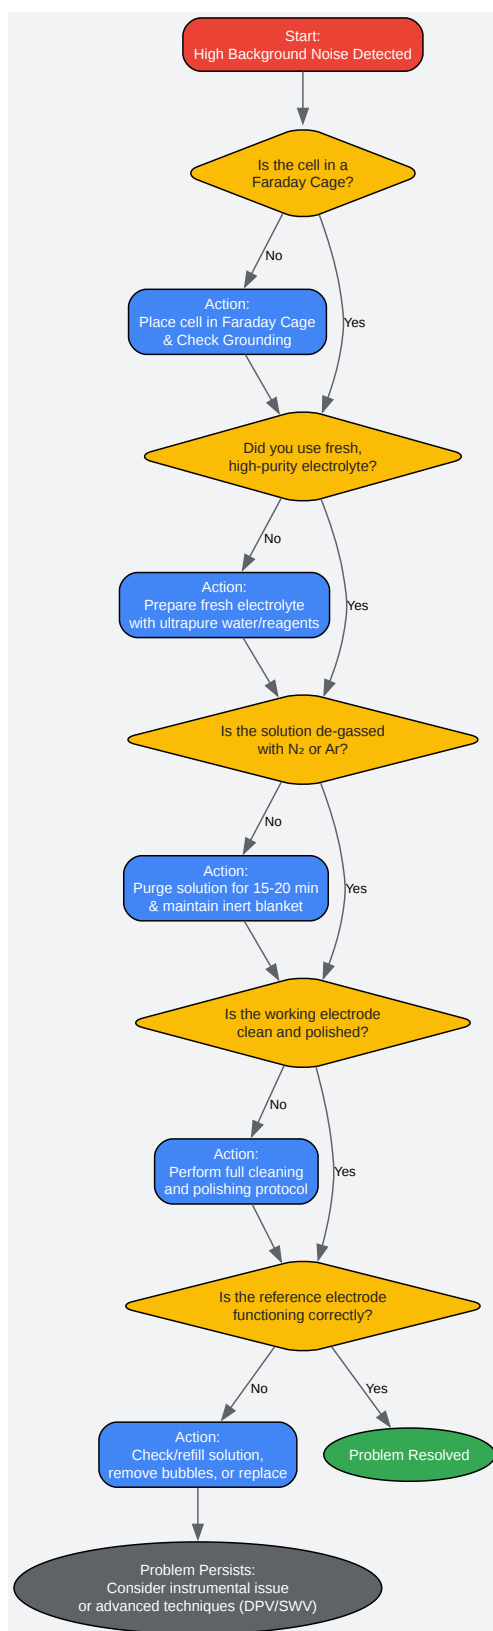 Start:
High Background Noise Detected
Is the cell in a
Faraday Cage?
No
Action:
Place cell in Faraday Cage
& Check Grounding
Yes
Did you use fresh,
high-purity electrolyte?
No
Action:
Prepare fresh electrolyte
with ultrapure water/reagents
Yes
Is the solution de-gassed
with N₂ or Ar?
No
Action:
Purge solution for 15-20 min
& maintain inert blanket
Yes
Is the working electrode
clean and polished?
No
Action:
Perform full cleaning
and polishing protocol
Yes
Is the reference electrode
functioning correctly?
No
Yes
Action:
Check/refill solution,
remove bubbles, or replace
Problem Resolved
Problem Persists:
Consider instrumental issue
or advanced techniques (DPV/SWV)